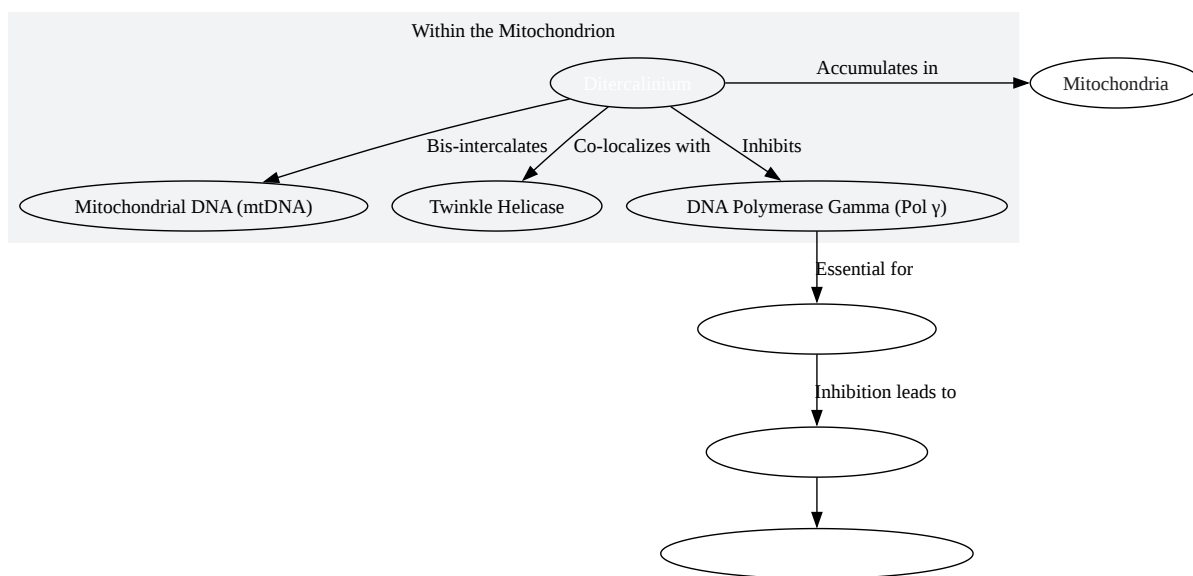 Within the Mitochondrion
Ditercalinium
Accumulates in
Mitochondria
Bis-intercalates
Co-localizes with
Inhibits
Mitochondrial DNA (mtDNA)
Twinkle Helicase
DNA Polymerase Gamma (Pol γ)
Essential for
Inhibition leads to